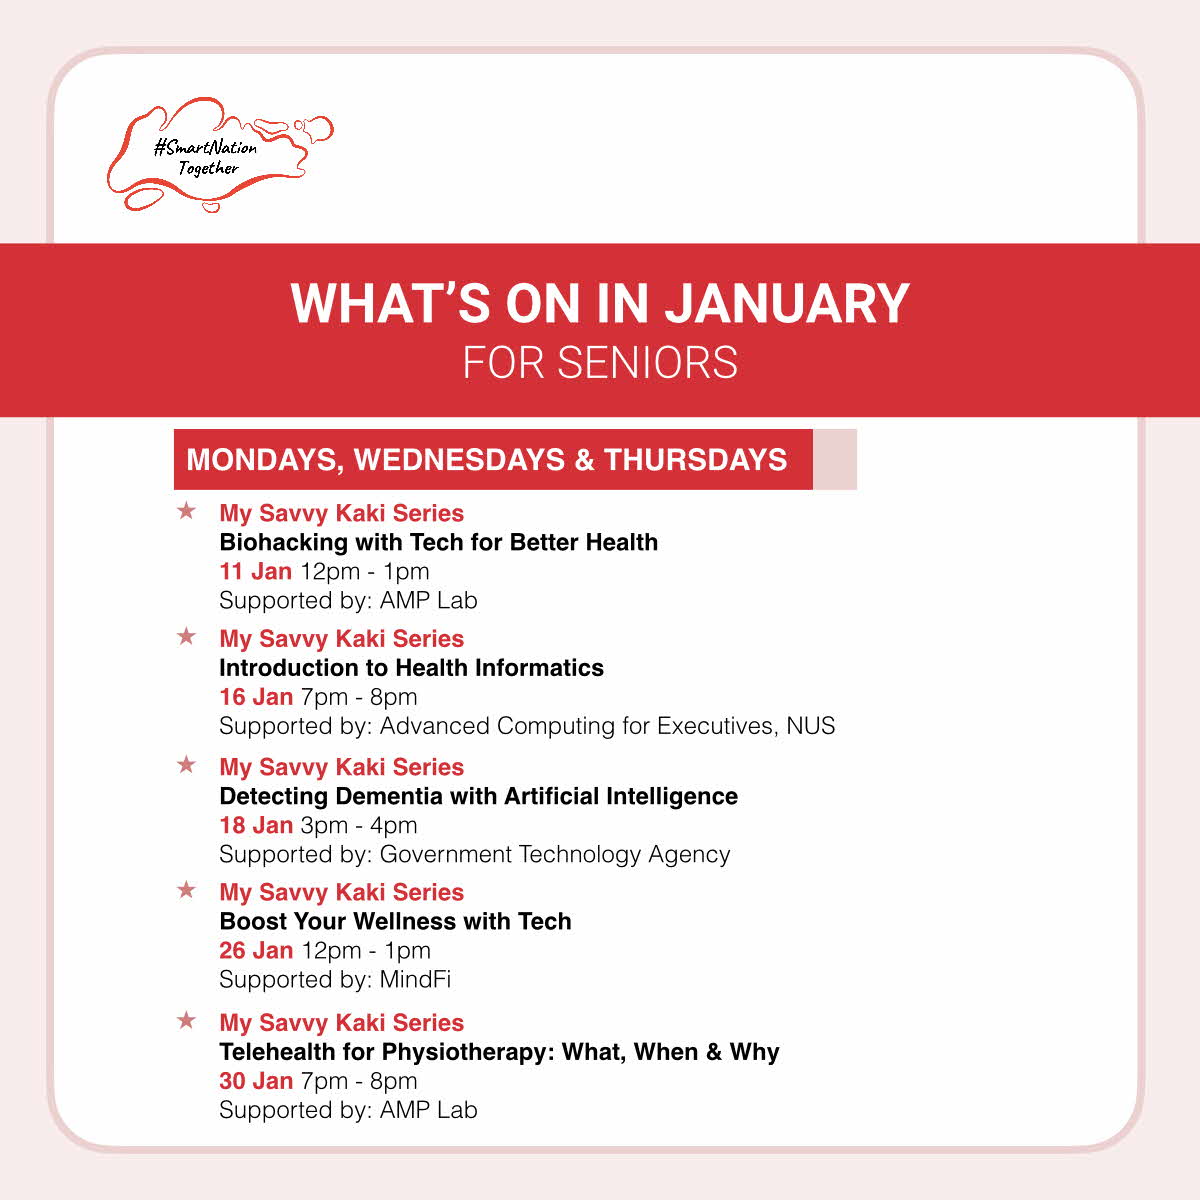 #SmartNation
Together
WHAT’S ON IN JANUARY
FOR SENIORS
MONDAYS, WEDNESDAYS & THURSDAYS
★ My Savvy Kaki Series
Biohacking with Tech for Better Health
11 Jan 12pm - 1pm
Supported by: AMP Lab
★ My Savvy Kaki Series
Introduction to Health Informatics
16 Jan 7pm - 8pm
Supported by: Advanced Computing for Executives, NUS
★ My Savvy Kaki Series
Detecting Dementia with Artificial Intelligence
18 Jan 3pm - 4pm
Supported by: Government Technology Agency
★ My Savvy Kaki Series
Boost Your Wellness with Tech
26 Jan 12pm - 1pm
Supported by: MindFi
★ My Savvy Kaki Series
Telehealth for Physiotherapy: What, When & Why
30 Jan 7pm - 8pm
Supported by: AMP Lab